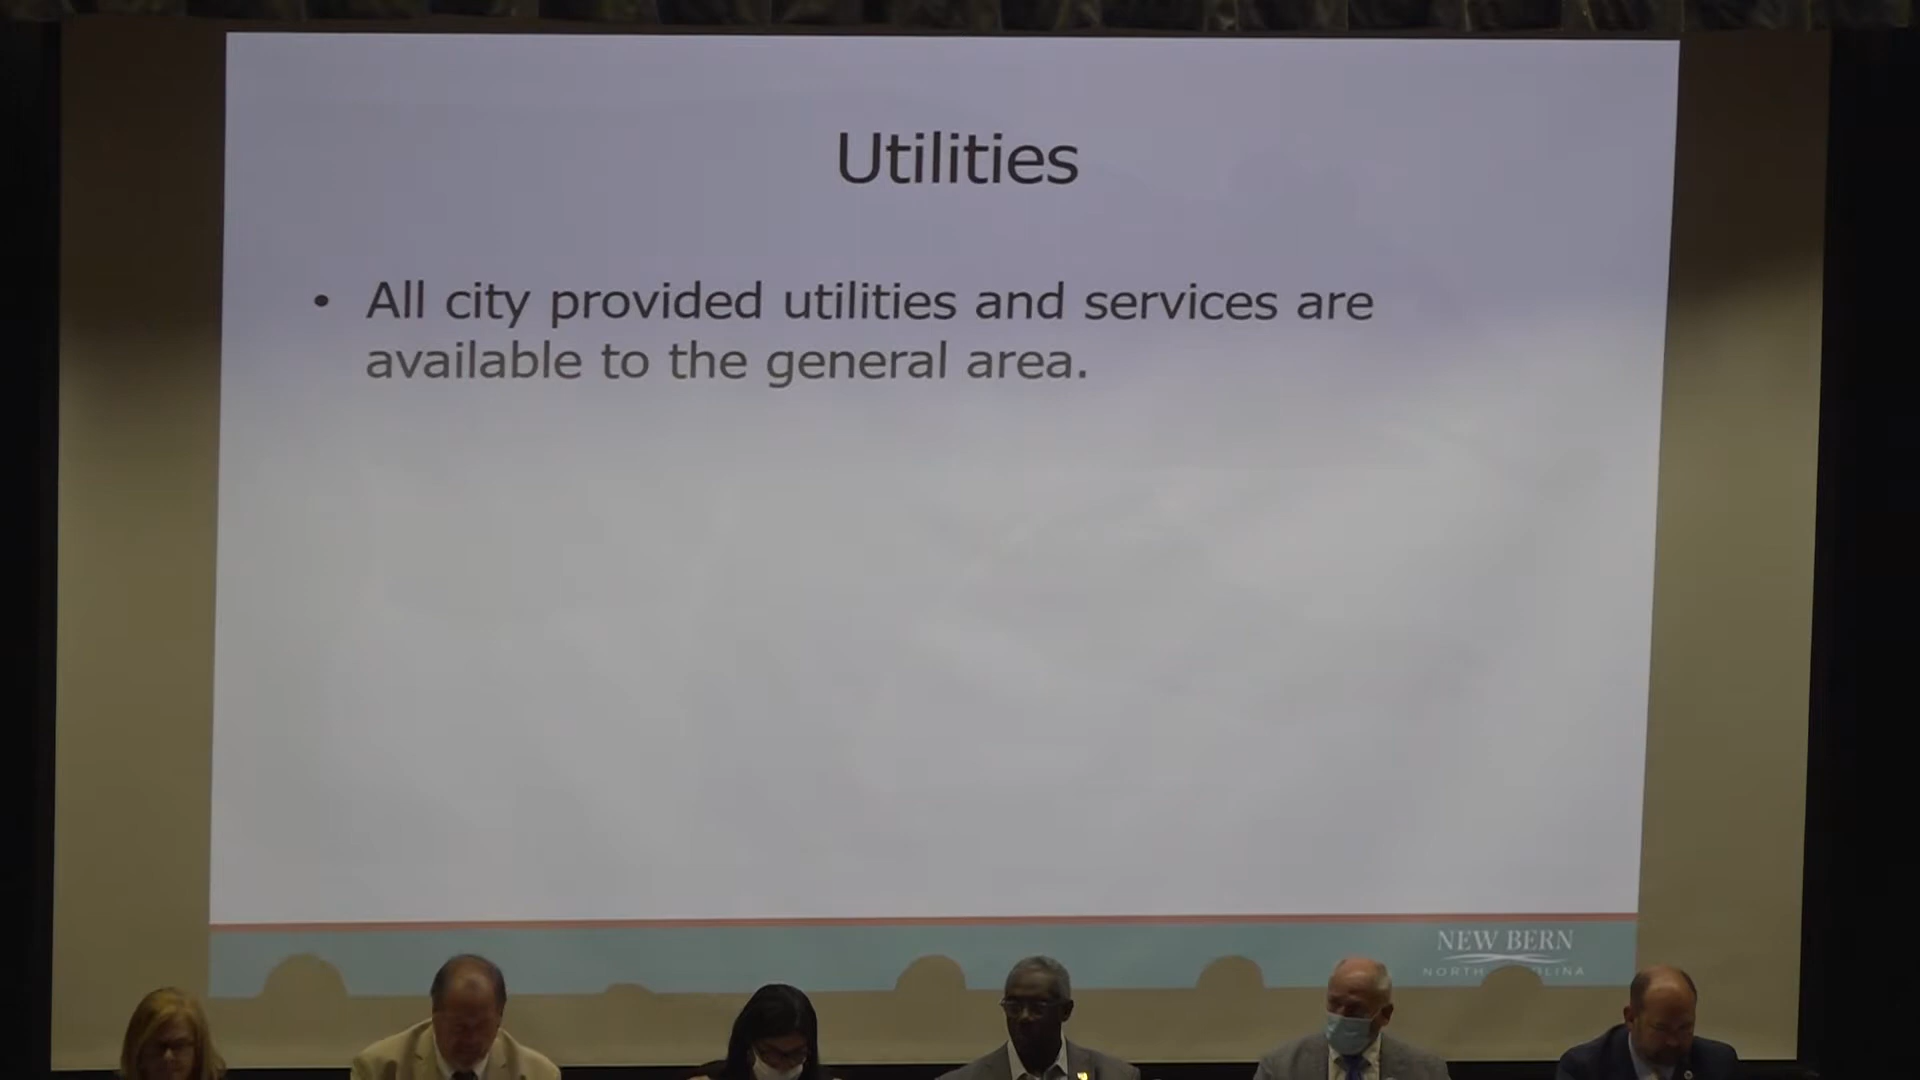 Utilities
• All city provided utilities and services are
available to the general area.
NEW BERN
NORTH CAROLINA